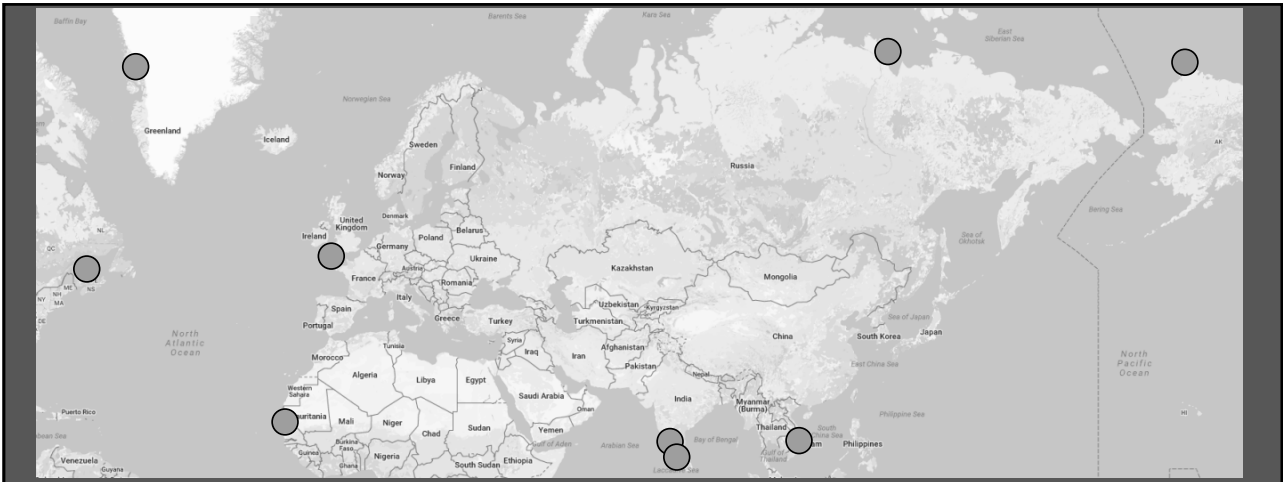 Baffin Bay
Barents Sea
Kara Sea
East
Siberian Sea
Norwegian Sea
Greenland
Iceland
Sweden
Finland
Norway
Russia
AK
Bering Sea
Sea of
Okhotsk
NL
QC
United
Kingdom
Denmark
Ireland
Belarus
Poland
Germany
Ukraine
Austria
France
Romania
Kazakhstan
Mongolia
ME
NH
NS
NY
MA
DE
Italy
Spain
Portugal
Greece
Turkey
Uzbekistan
Kyrgyzstan
Turkmenistan
Sea of Japan
Japan
South Korea
China
North
Atlantic
Ocean
Tunisia
Morocco
Syria
Iraq
Iran
Afghanistan
Pakistan
East China Sea
North
Pacific
Ocean
Algeria
Libya
Egypt
Nepal
Western
Sahara
Saudi Arabia
Oman
India
Myanmar
(Burma)
Puerto Rico
HI
uritania
Mali
Niger
Chad
Sudan
Yemen
Thailand
South
China Sea
Philippine Sea
Philippines
bean Sea
Burkina
Faso
Guinea
Ghana
Nigeria
Gulf of Aden
Arabian Sea
Bay of Bengal
Gulf of
Thailand
Venezuela
Guyana
South Sudan
Ethiopia